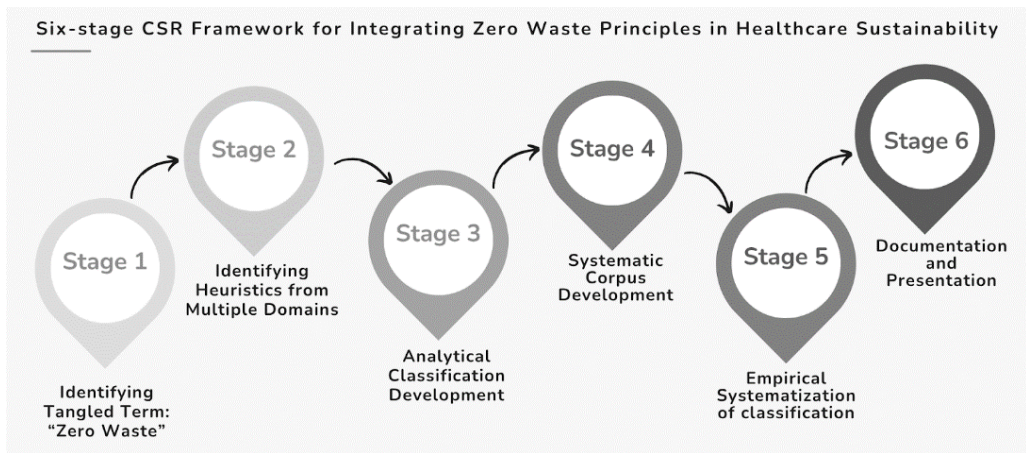 Six-stage CSR Framework for Integrating Zero Waste Principles in Healthcare Sustainability
Stage 1
Identifying
Tangled Term:
“Zero Waste”
Stage 2
Identifying
Heuristics from
Multiple Domains
Stage 3
Analytical
Classification
Development
Stage 4
Systematic
Corpus
Development
Stage 5
Empirical
Systematization
of classification
Stage 6
Documentation
and
Presentation